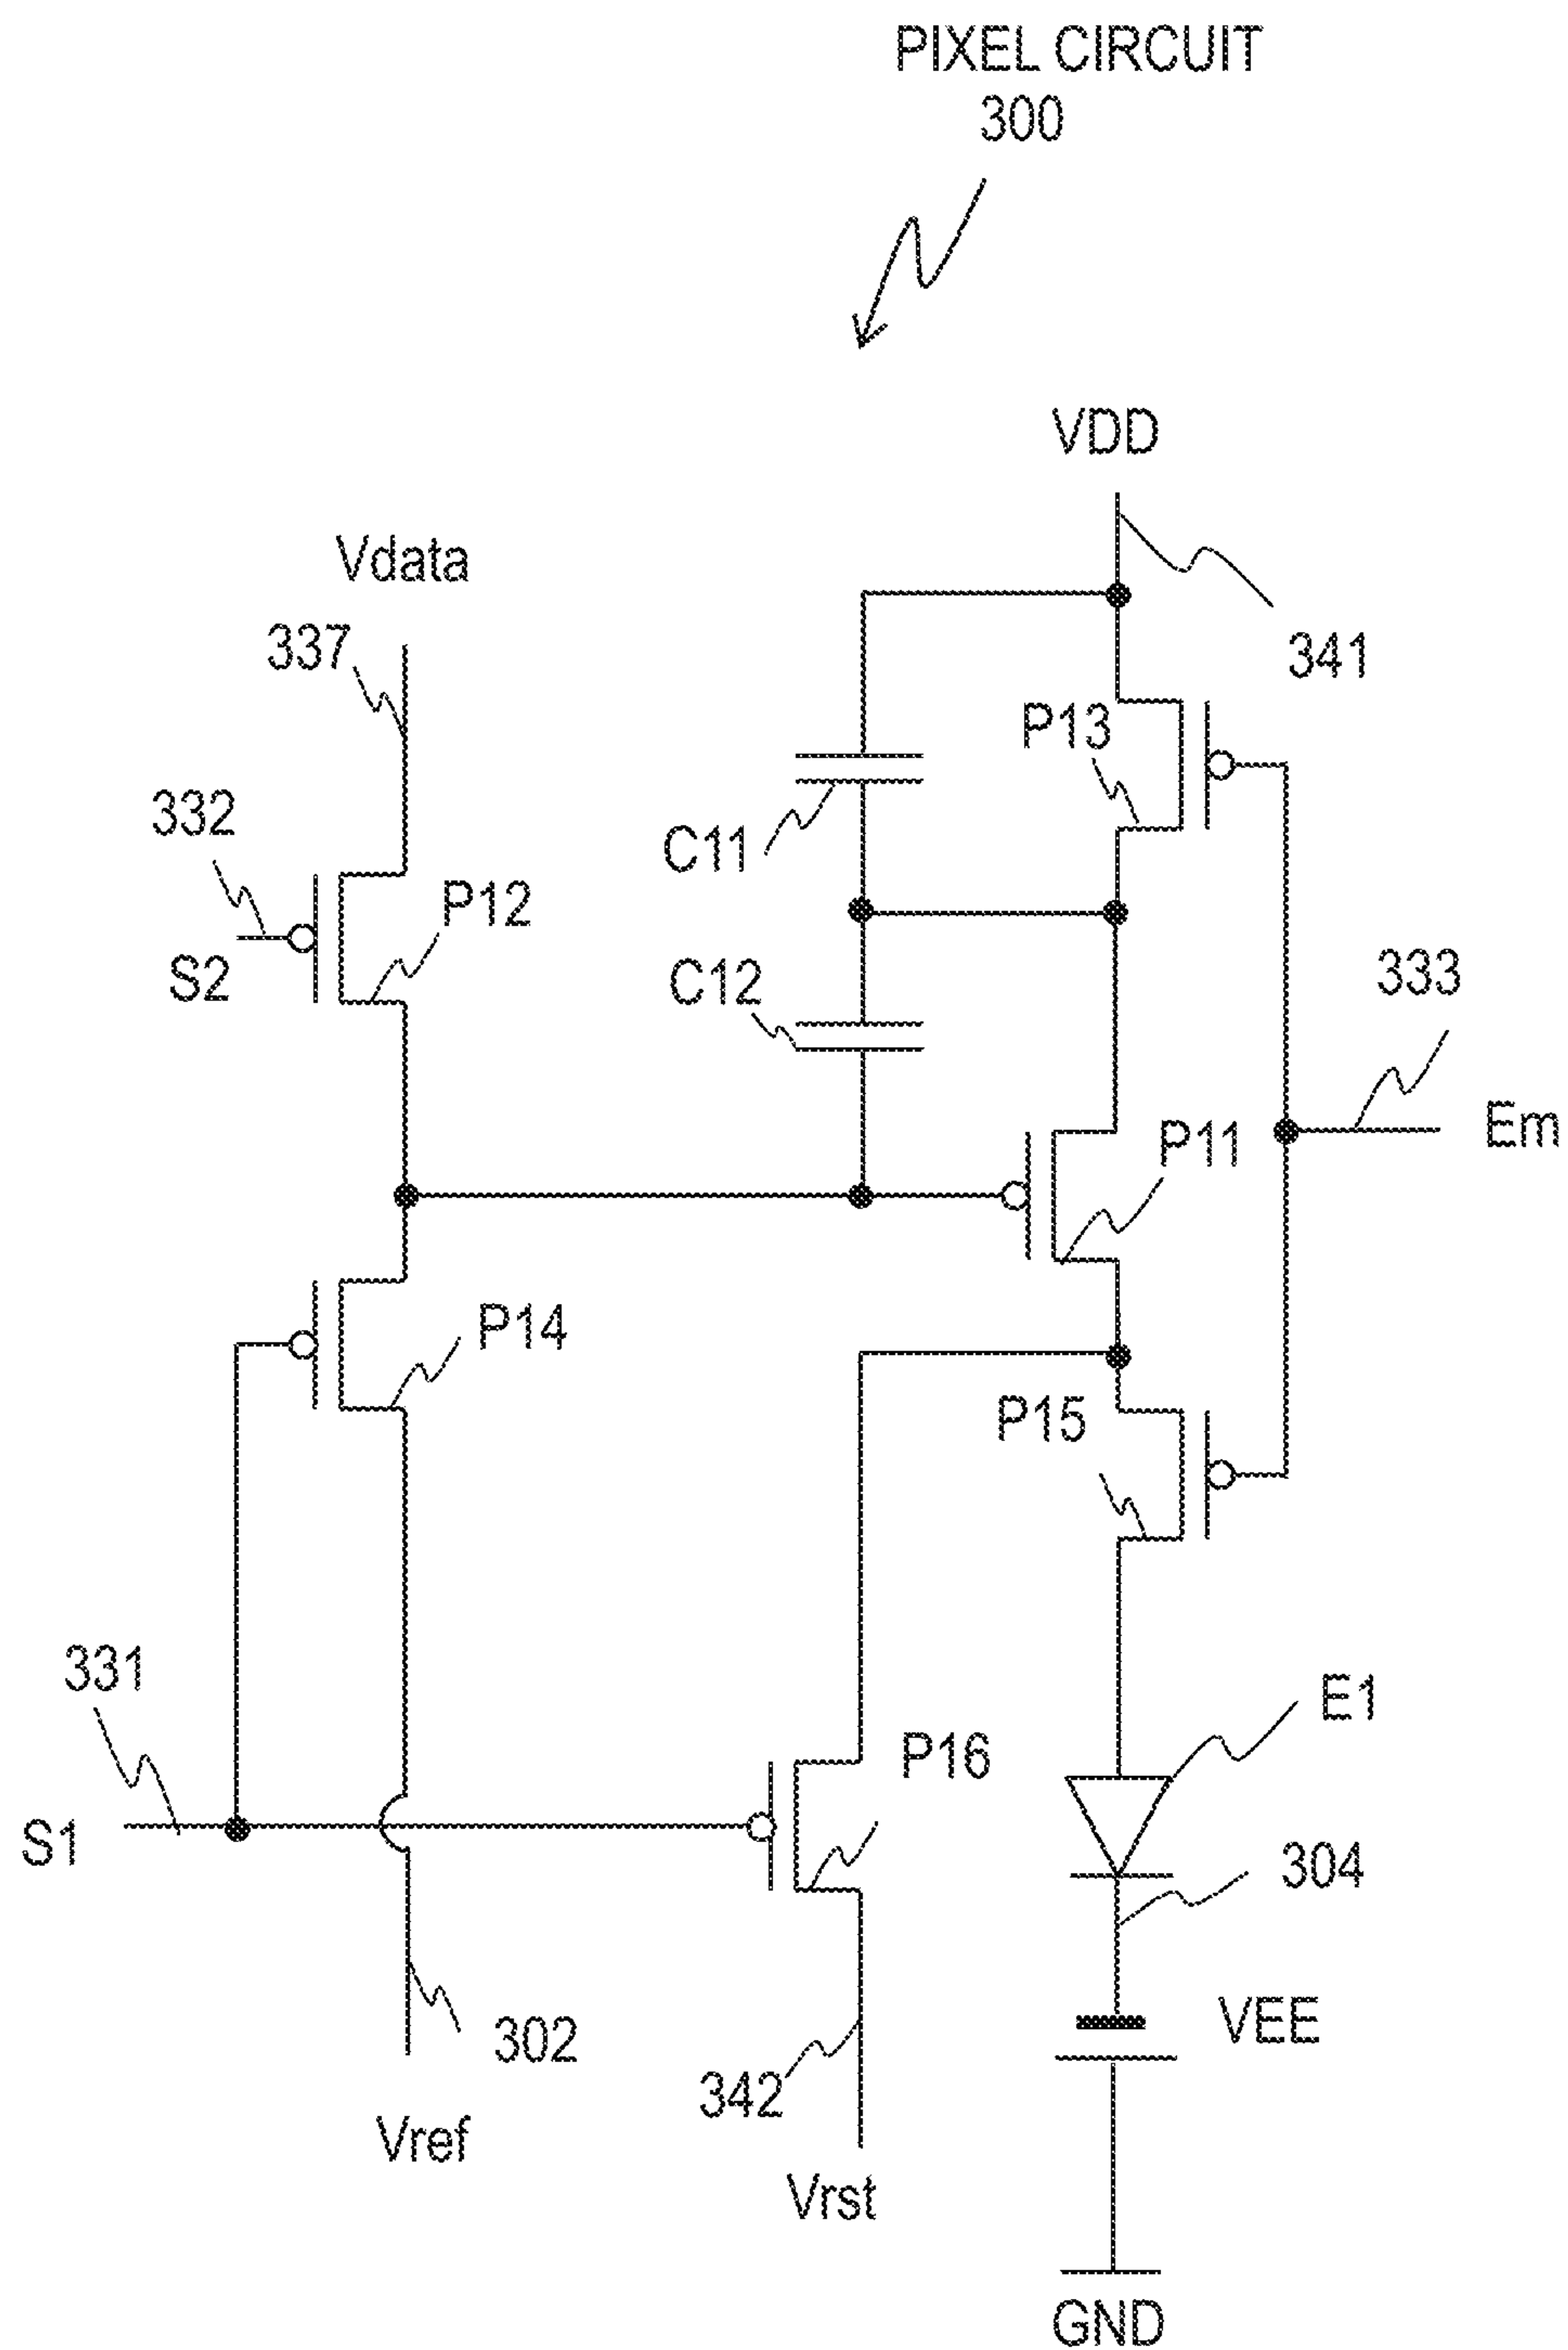 PIXEL CIRCUIT
300
VDD
Vdata
337
341
P13
332
C11
P12
S2
C12
333
Em
P11
P14
P15
331
E1
P16
S1
304
302
VEE
342
Vref
Vrst
GND